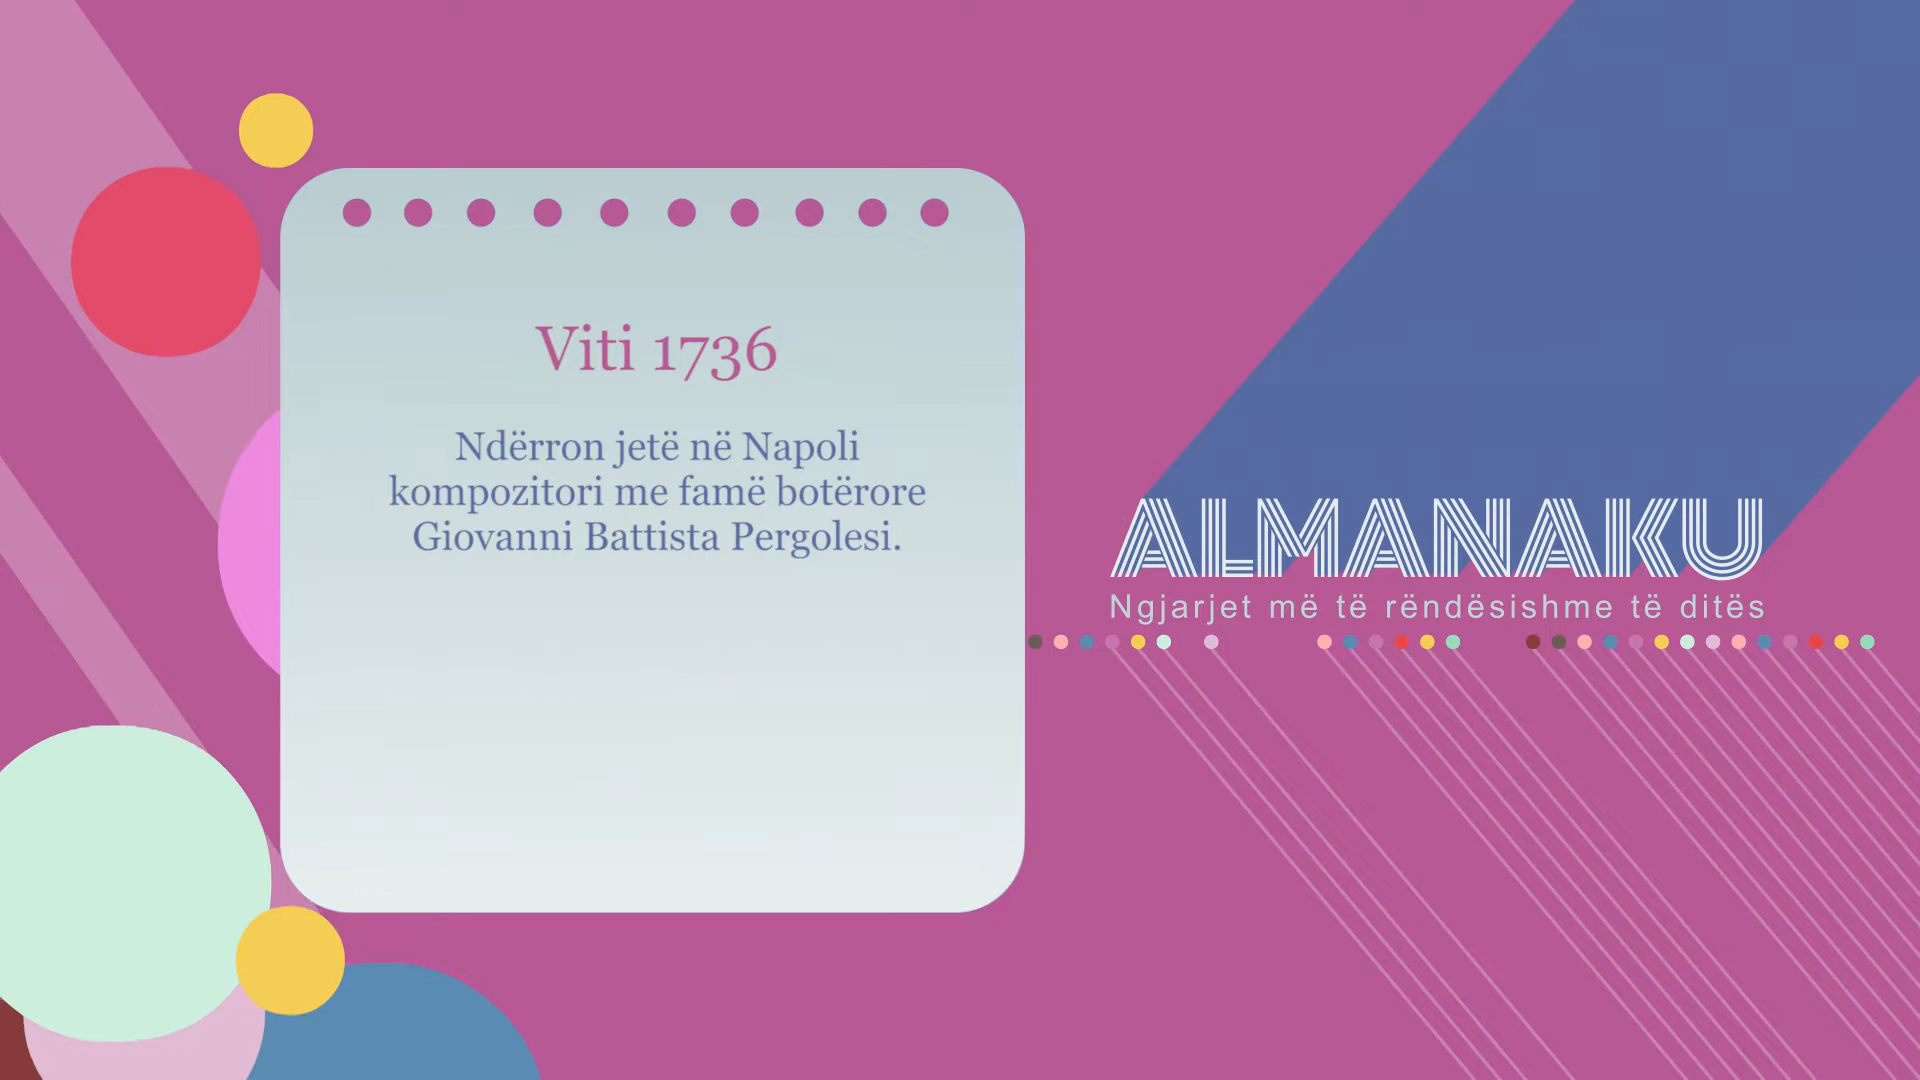 Viti 1736
Ndërron jetë në Napoli
kompozitori me famë botërore
Giovanni Battista Pergolesi.
ALMANAKU
Ngjarjet më të rëndësishme të ditës